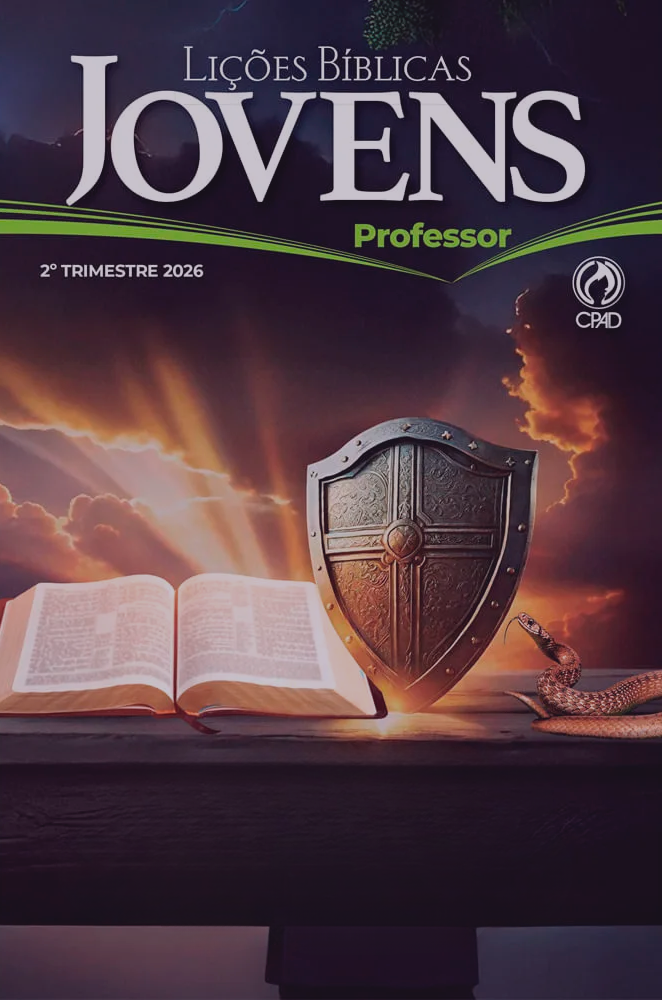 Lições Bíblicas
Jovens
Professor
2º TRIMESTRE 2026
CPAD